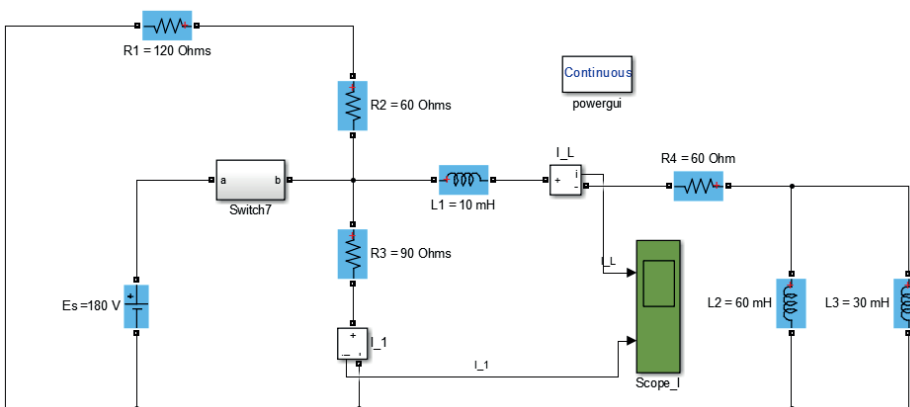 R1 = 120 Ohms
Continuous
powergui
R2 = 60 Ohms
I_L
R4 = 60 Ohm
a
b
+
i
-
Switch7
L1 = 10 mH
R3 = 90 Ohms
I_L
Es =180 V
L2 = 60 mH
L3 = 30 mH
+
i
-
I_1
I_1
Scope_I